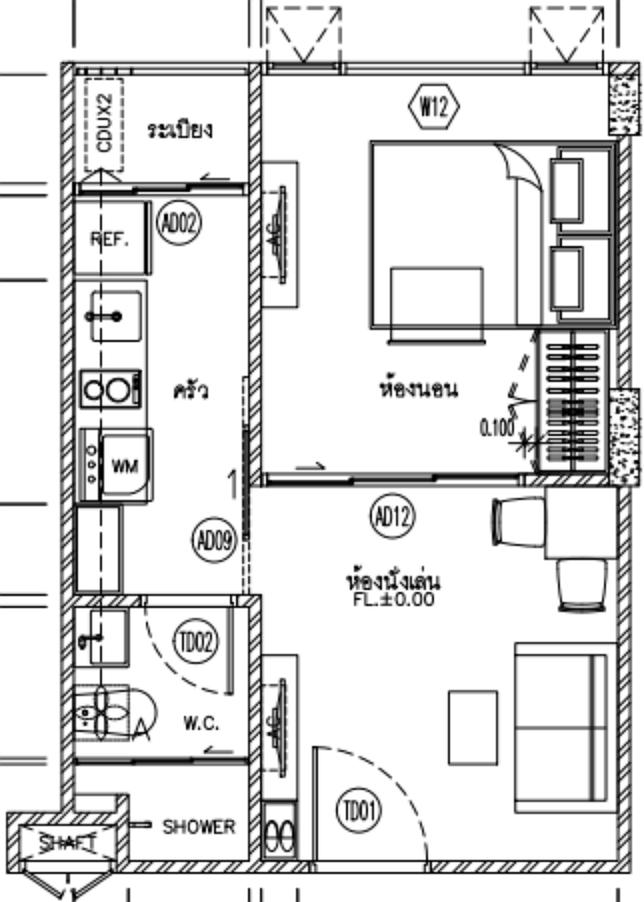 W12
CDUX2
ระเบียง
REF.
AD02
AC
ครัว
ห้องนอน
0.100
WM
AD12
AD09
ห้องนั่งเล่น
FL.±0.00
TD02
W.C.
AC
TD01
SHOWER
SHAFT